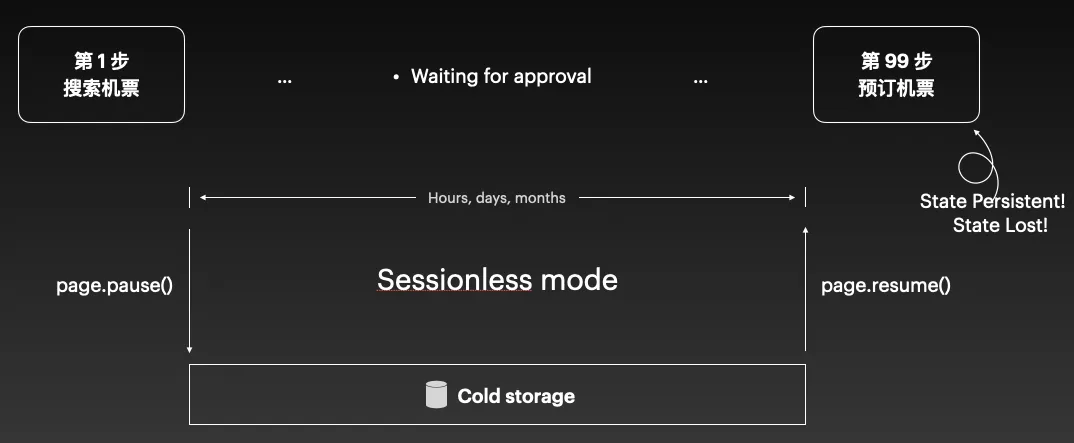 第 1 步
搜索机票
...
• Waiting for approval
...
第 99 步
预订机票
Hours, days, months
State Persistent!
State Lost!
page.pause()
Sessionless mode
page.resume()
Cold storage